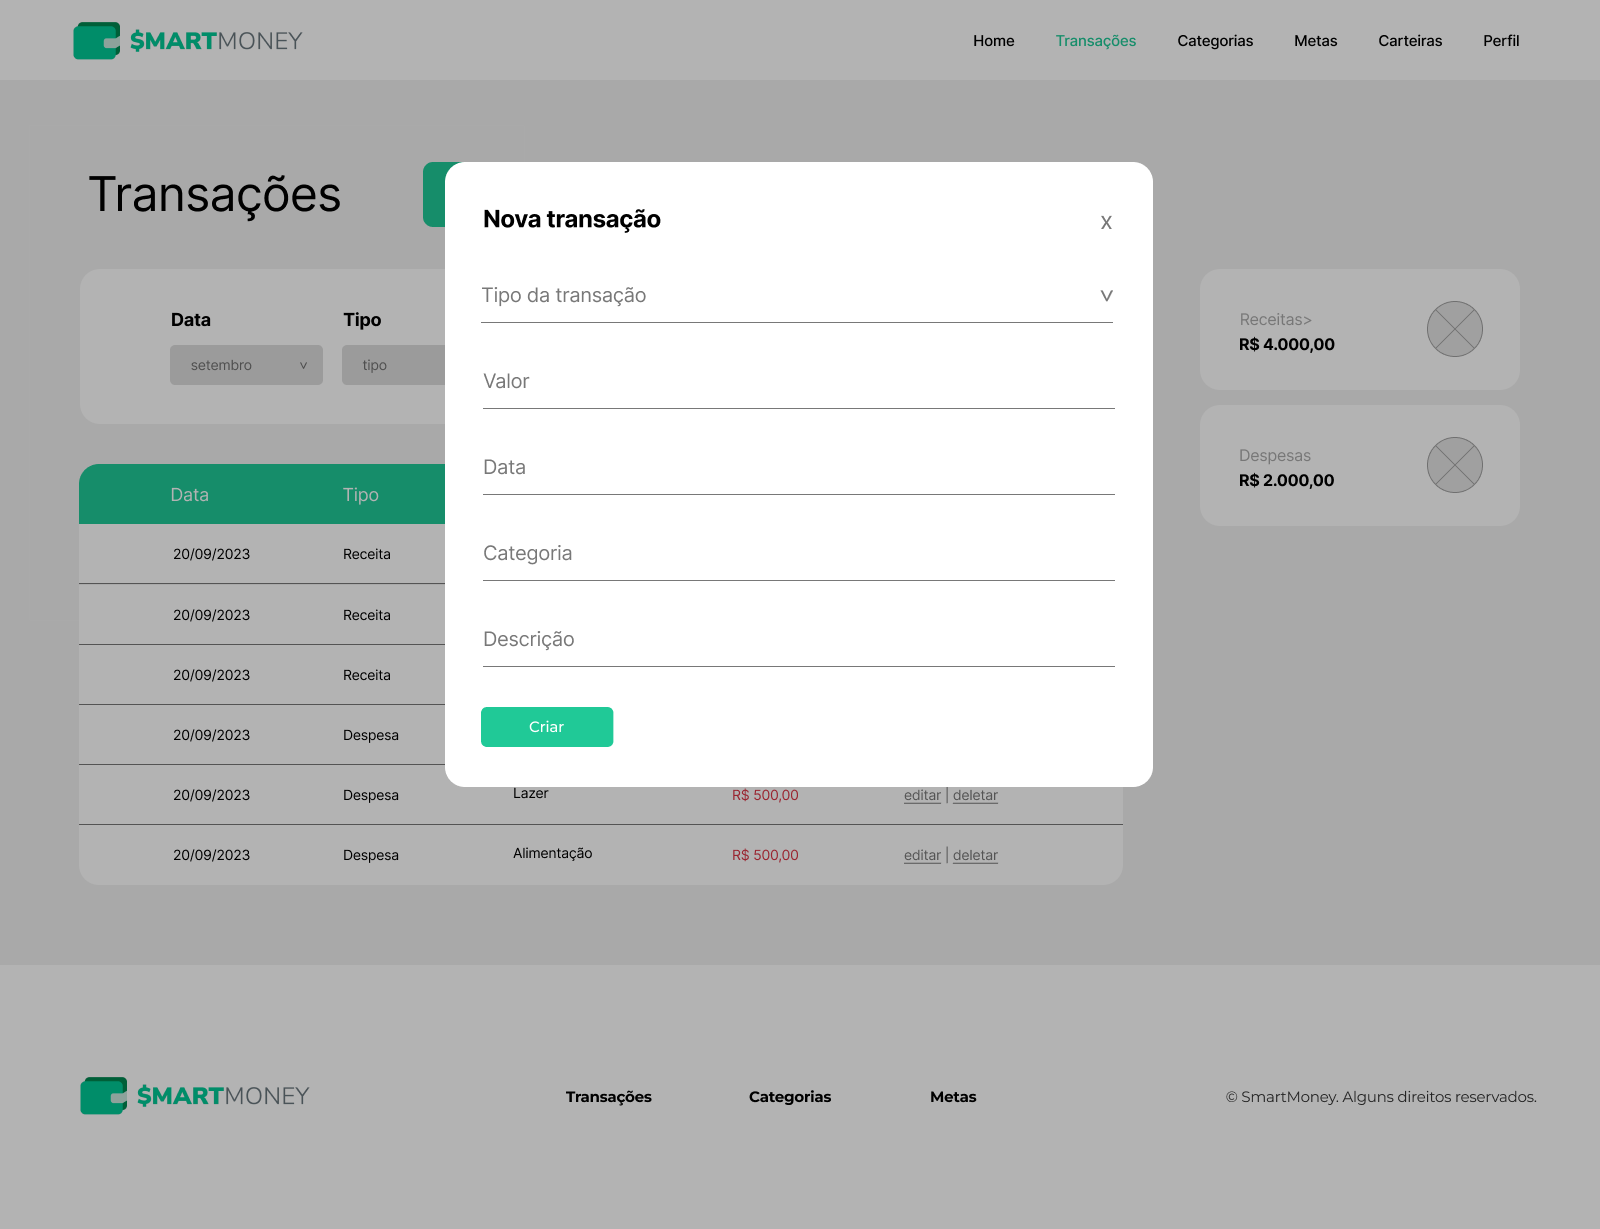 $MARTMONEY
Home Transações Categorias Metas Carteiras Perfil
Transações
Nova transação x
Tipo da transação v
Valor
Data
Categoria
Descrição
Criar
Data Tipo
setembro v tipo
Receitas>
R$ 4.000,00
Despesas
R$ 2.000,00
Data Tipo
20/09/2023 Receita
20/09/2023 Receita
20/09/2023 Receita
20/09/2023 Despesa
20/09/2023 Despesa Lazer R$ 500,00 editar | deletar
20/09/2023 Despesa Alimentação R$ 500,00 editar | deletar
$MARTMONEY
Transações Categorias Metas
© SmartMoney. Alguns direitos reservados.